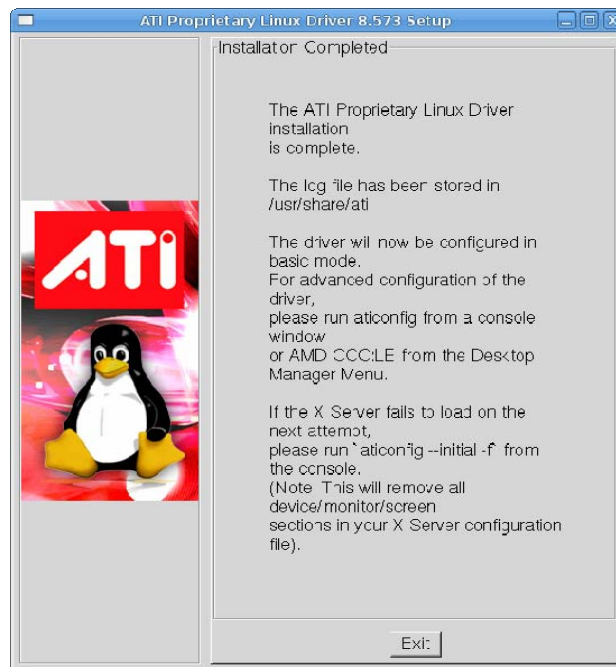 ATI Proprietary Linux Driver 8.573 Setup
Installation Completed
The ATI Proprietary Linux Driver
installation
is complete.
The log file has been stored in
/usr/share/ati
The driver will now be configured in
basic mode.
For advanced configuration of the
driver,
please run aticonfig from a console
window
or AMD CCC:LE from the Desktop
Manager Menu.
If the X Server fails to load on the
next attempt,
please run `aticonfig --initial -f` from
the console.
(Note: This will remove all
device/monitor/screen
sections in your X Server configuration
file).
ATI
Exit